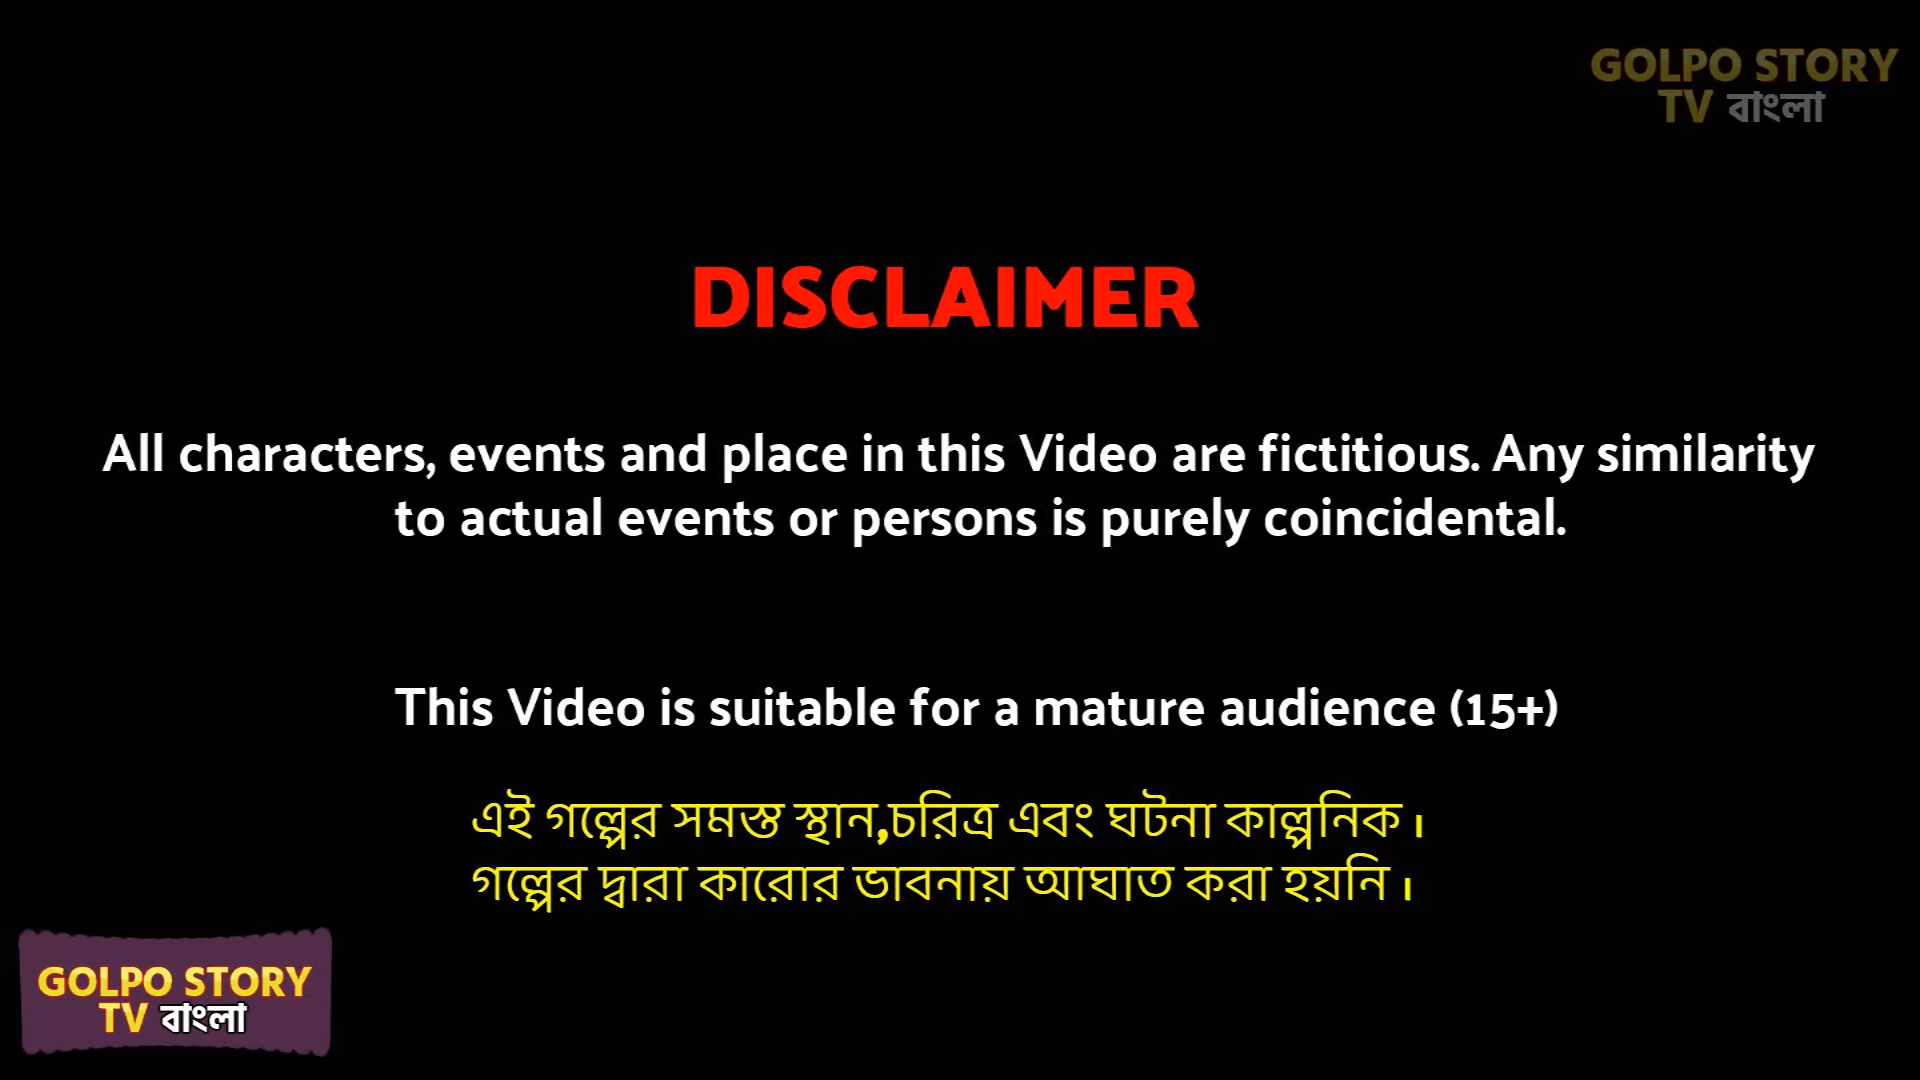 GOLPO STORY
TV বাংলা
DISCLAIMER
All characters, events and place in this Video are fictitious. Any similarity
to actual events or persons is purely coincidental.
This Video is suitable for a mature audience (15+)
এই গল্পের সমস্ত স্থান,চরিত্র এবং ঘটনা কাল্পনিক।
গল্পের দ্বারা কারোর ভাবনায় আঘাত করা হয়নি।
GOLPO STORY
TV বাংলা